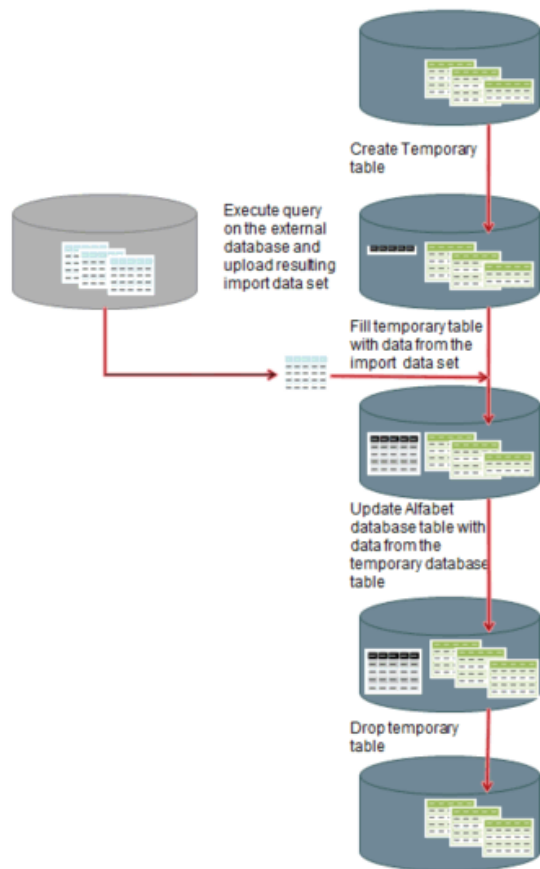 Create Temporary
table
Execute query
on the external
database and
upload resulting
import data set
Fill temporary table
with data from the
import data set
Update Alfabet
database table with
data from the
temporary database
table
Drop temporary
table